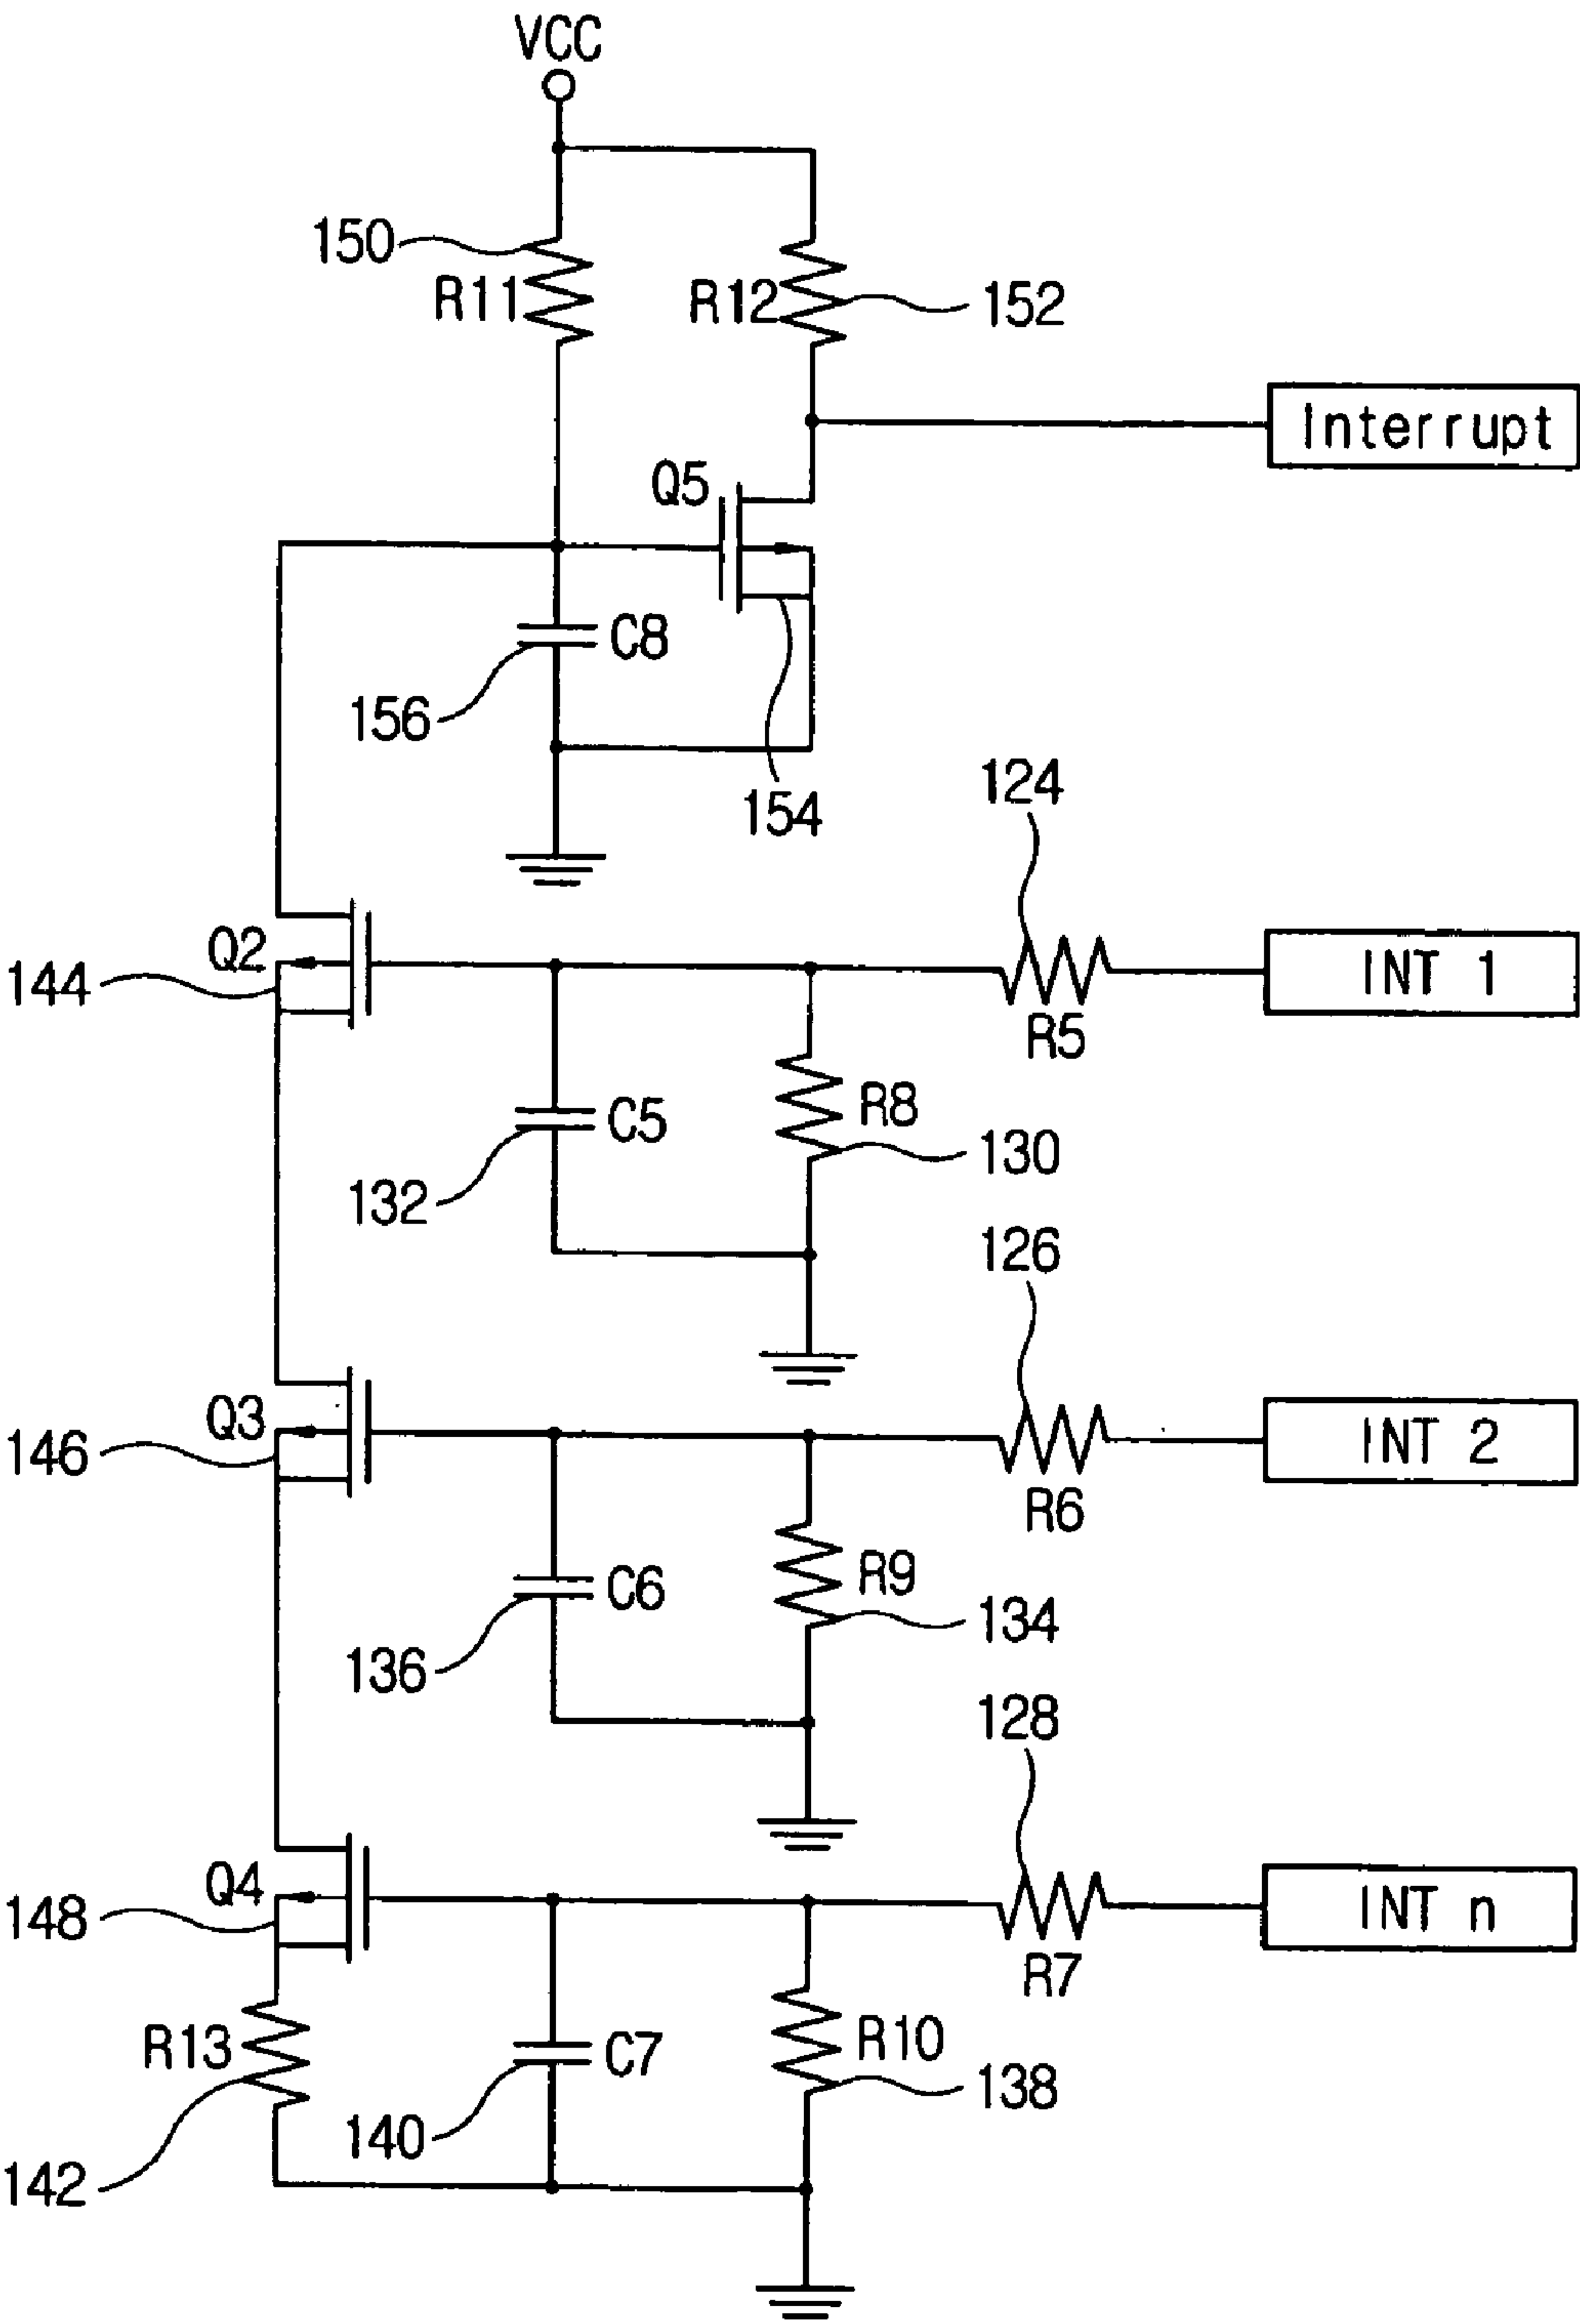 VCC
150
R11
R12
152
Interrupt
Q5
C8
156
154
124
Q2
144
INT 1
R5
C5
R8
130
132
126
Q3
146
INT 2
R6
C6
R9
134
136
128
Q4
148
INT n
R7
R13
C7
R10
138
140
142